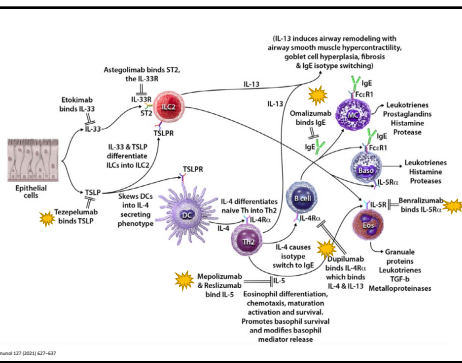 (IL-13 induces airway remodeling with
airway smooth muscle hypercontractility,
goblet cell hyperplasia, fibrosis
& IgE isotype switching)
Astegolimab binds ST2,
the IL-33R
IL-33R
ST2
ILC2
IL-13
IL-13
Etokimab
binds IL-33
IL-33
TSLPR
IL-33 & TSLP
differentiate
ILCs into ILC2
Omalizumab
binds IgE
IgE
IgE
FcεR1
MC
Leukotrienes
Prostaglandins
Histamine
Protease
IgE
FcεR1
Baso
Leukotrienes
Histamine
Proteases
IL-5Rα
Epithelial
cells
TSLP
Tezepelumab
binds TSLP
Skews DCs
into IL-4
secreting
phenotype
TSLPR
DC
IL-4 differentiates
naive Th into Th2
IL-4Rα
IL-4
Th2
B cell
IL-4Rα
IL-4 causes
isotype
switch to IgE
IL-5R
Eos
Benralizumab
binds IL-5Rα
Dupilumab
binds IL-4Rα
which binds
IL-4 & IL-13
Granuale
proteins
Leukotrienes
TGF-b
Metalloproteinases
Mepolizumab
& Reslizumab
bind IL-5
IL-5
Eosinophil differentiation,
chemotaxis, maturation
activation and survival.
Promotes basophil survival
and modifies basophil
mediator release
127 (2021) 627–637